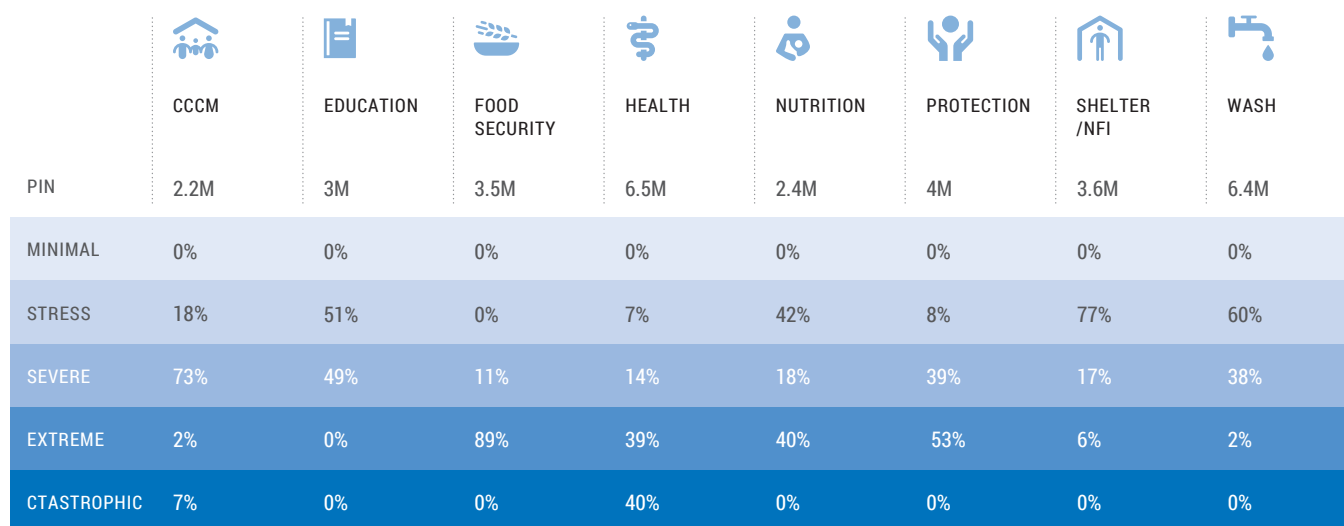 CCCM EDUCATION FOOD SECURITY HEALTH NUTRITION PROTECTION SHELTER /NFI WASH
PIN 2.2M 3M 3.5M 6.5M 2.4M 4M 3.6M 6.4M
MINIMAL 0% 0% 0% 0% 0% 0% 0% 0%
STRESS 18% 51% 0% 7% 42% 8% 77% 60%
SEVERE 73% 49% 11% 14% 18% 39% 17% 38%
EXTREME 2% 0% 89% 39% 40% 53% 6% 2%
CTASTROPHIC 7% 0% 0% 40% 0% 0% 0% 0%